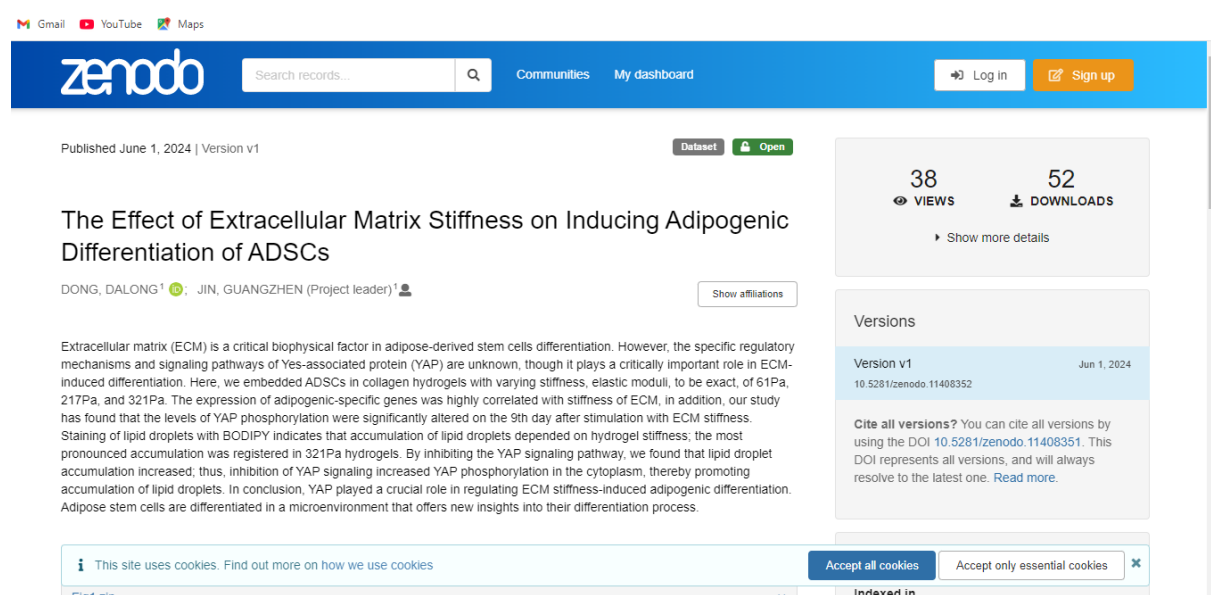 Gmail YouTube Maps
zenodo Search records... Communities My dashboard Log in Sign up
Published June 1, 2024 | Version v1 Dataset Open
The Effect of Extracellular Matrix Stiffness on Inducing Adipogenic
Differentiation of ADSCs
DONG, DALONG¹ iD; JIN, GUANGZHEN (Project leader)¹ Show affiliations
Extracellular matrix (ECM) is a critical biophysical factor in adipose-derived stem cells differentiation. However, the specific regulatory
mechanisms and signaling pathways of Yes-associated protein (YAP) are unknown, though it plays a critically important role in ECM-
induced differentiation. Here, we embedded ADSCs in collagen hydrogels with varying stiffness, elastic moduli, to be exact, of 61Pa,
217Pa, and 321Pa. The expression of adipogenic-specific genes was highly correlated with stiffness of ECM, in addition, our study
has found that the levels of YAP phosphorylation were significantly altered on the 9th day after stimulation with ECM stiffness.
Staining of lipid droplets with BODIPY indicates that accumulation of lipid droplets depended on hydrogel stiffness; the most
pronounced accumulation was registered in 321Pa hydrogels. By inhibiting the YAP signaling pathway, we found that lipid droplet
accumulation increased; thus, inhibition of YAP signaling increased YAP phosphorylation in the cytoplasm, thereby promoting
accumulation of lipid droplets. In conclusion, YAP played a crucial role in regulating ECM stiffness-induced adipogenic differentiation.
Adipose stem cells are differentiated in a microenvironment that offers new insights into their differentiation process.
38 52
VIEWS DOWNLOADS
Show more details
Versions
Version v1 Jun 1, 2024
10.5281/zenodo.11408352
Cite all versions? You can cite all versions by
using the DOI 10.5281/zenodo.11408351. This
DOI represents all versions, and will always
resolve to the latest one. Read more.
This site uses cookies. Find out more on how we use cookies Accept all cookies Accept only essential cookies
Fig1.zip
Indexed in